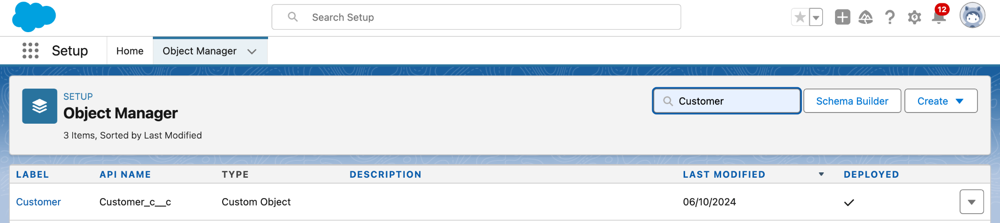 Search Setup
12
Setup Home Object Manager
SETUP
Object Manager
3 Items, Sorted by Last Modified
Customer Schema Builder Create
LABEL API NAME TYPE DESCRIPTION LAST MODIFIED DEPLOYED
Customer Customer_c__c Custom Object 06/10/2024